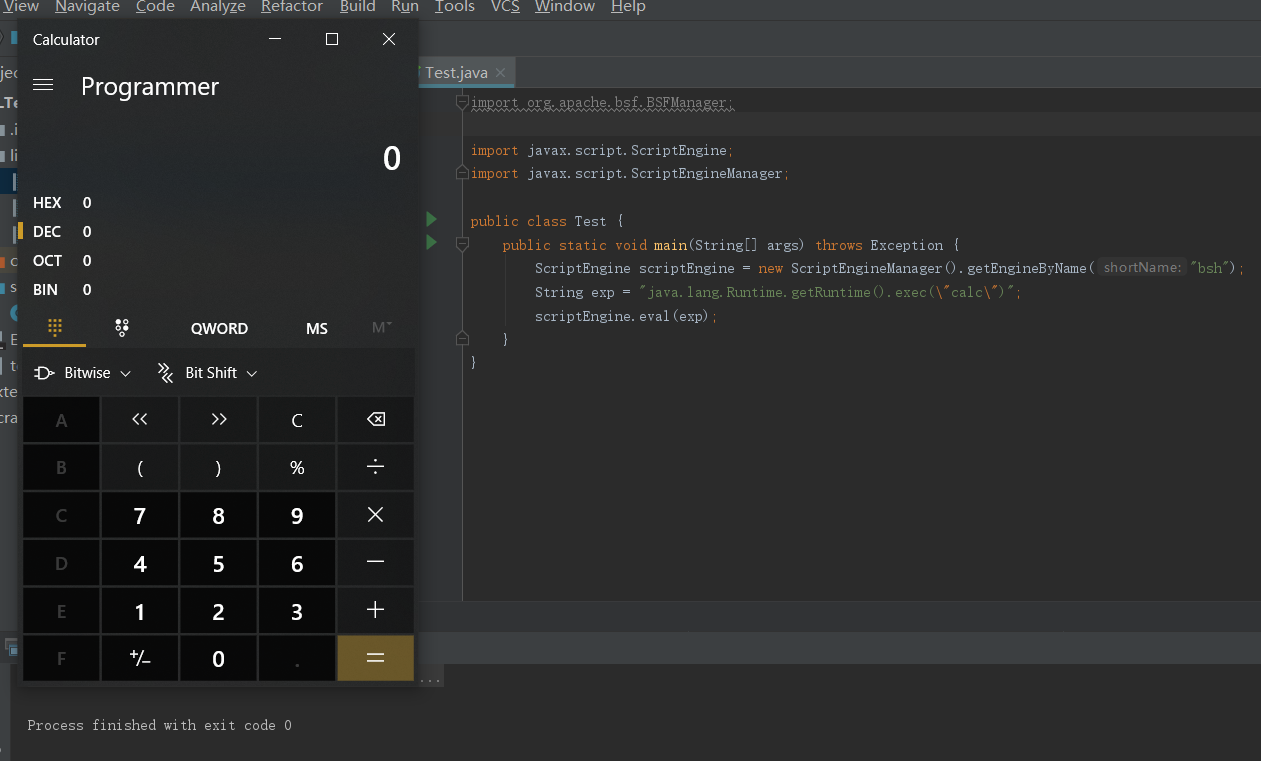 View Navigate Code Analyze Refactor Build Run Tools VCS Window Help
Calculator
Programmer
0
HEX 0
DEC 0
OCT 0
BIN 0
QWORD MS M
Bitwise Bit Shift
A << >> C
B ( ) % ÷
C 7 8 9 ×
D 4 5 6 −
E 1 2 3 +
F +/− 0 . =
Test.java
import org.apache.bsf.BSFManager;
import javax.script.ScriptEngine;
import javax.script.ScriptEngineManager;
public class Test {
public static void main(String[] args) throws Exception {
ScriptEngine scriptEngine = new ScriptEngineManager().getEngineByName( shortName: "bsh");
String exp = "java.lang.Runtime.getRuntime().exec(\"calc\")";
scriptEngine.eval(exp);
}
}
...
Process finished with exit code 0